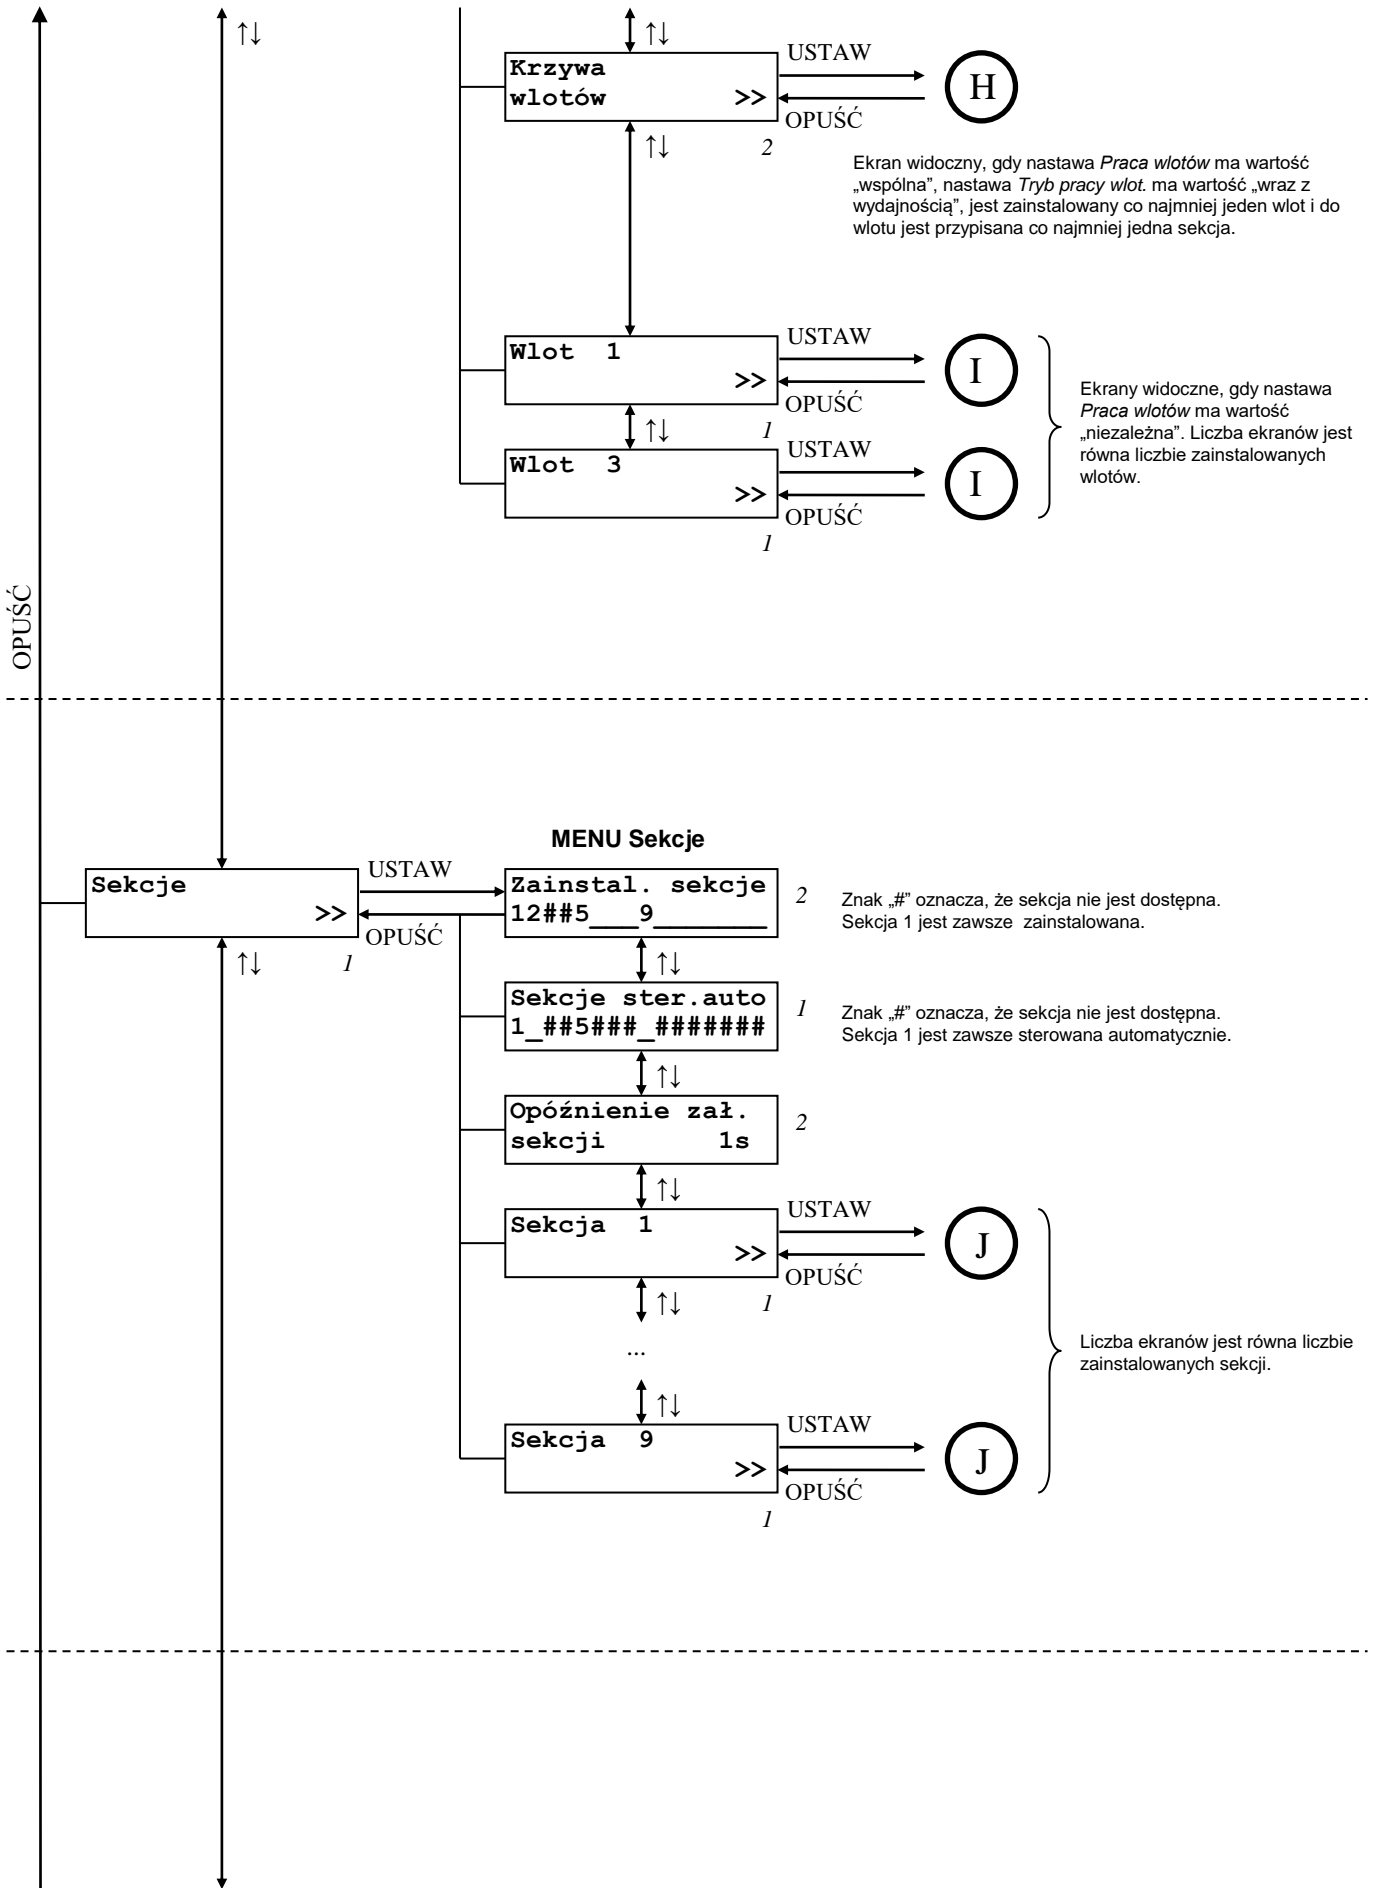 ↑↓
↑↓
Krzywa
wlotów >>
USTAW
OPUŚĆ
H
↑↓
2
Ekran widoczny, gdy nastawa Praca wlotów ma wartość
„wspólna”, nastawa Tryb pracy wlot. ma wartość „wraz z
wydajnością”, jest zainstalowany co najmniej jeden wlot i do
wlotu jest przypisana co najmniej jedna sekcja.
Wlot 1
>>
USTAW
OPUŚĆ
I
↑↓
1
Wlot 3
>>
USTAW
OPUŚĆ
I
1
Ekrany widoczne, gdy nastawa
Praca wlotów ma wartość
„niezależna”. Liczba ekranów jest
równa liczbie zainstalowanych
wlotów.
OPUŚĆ
MENU Sekcje
Sekcje
>>
USTAW
OPUŚĆ
↑↓
1
Zainstal. sekcje
12##5___9_______
2
Znak „#” oznacza, że sekcja nie jest dostępna.
Sekcja 1 jest zawsze zainstalowana.
↑↓
Sekcje ster.auto
1_##5###_#######
1
Znak „#” oznacza, że sekcja nie jest dostępna.
Sekcja 1 jest zawsze sterowana automatycznie.
↑↓
Opóźnienie zał.
sekcji 1s
2
↑↓
Sekcja 1
>>
USTAW
OPUŚĆ
J
↑↓
1
...
Liczba ekranów jest równa liczbie
zainstalowanych sekcji.
↑↓
Sekcja 9
>>
USTAW
OPUŚĆ
J
1